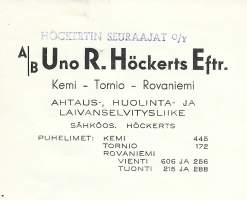 HÖCKERTIN SEURAAJAT O/Y
A/B UNO R. HÖCKERTS EFTR.
Kemi - Tornio - Rovaniemi
AHTAUS-, HUOLINTA- JA
LAIVANSELVITYSLIIKE
SÄHKÖOS. HÖCKERTS
PUHELIMET: KEMI 445
TORNIO 172
ROVANIEMI
VIENTI 606 JA 256
TUONTI 215 JA 288